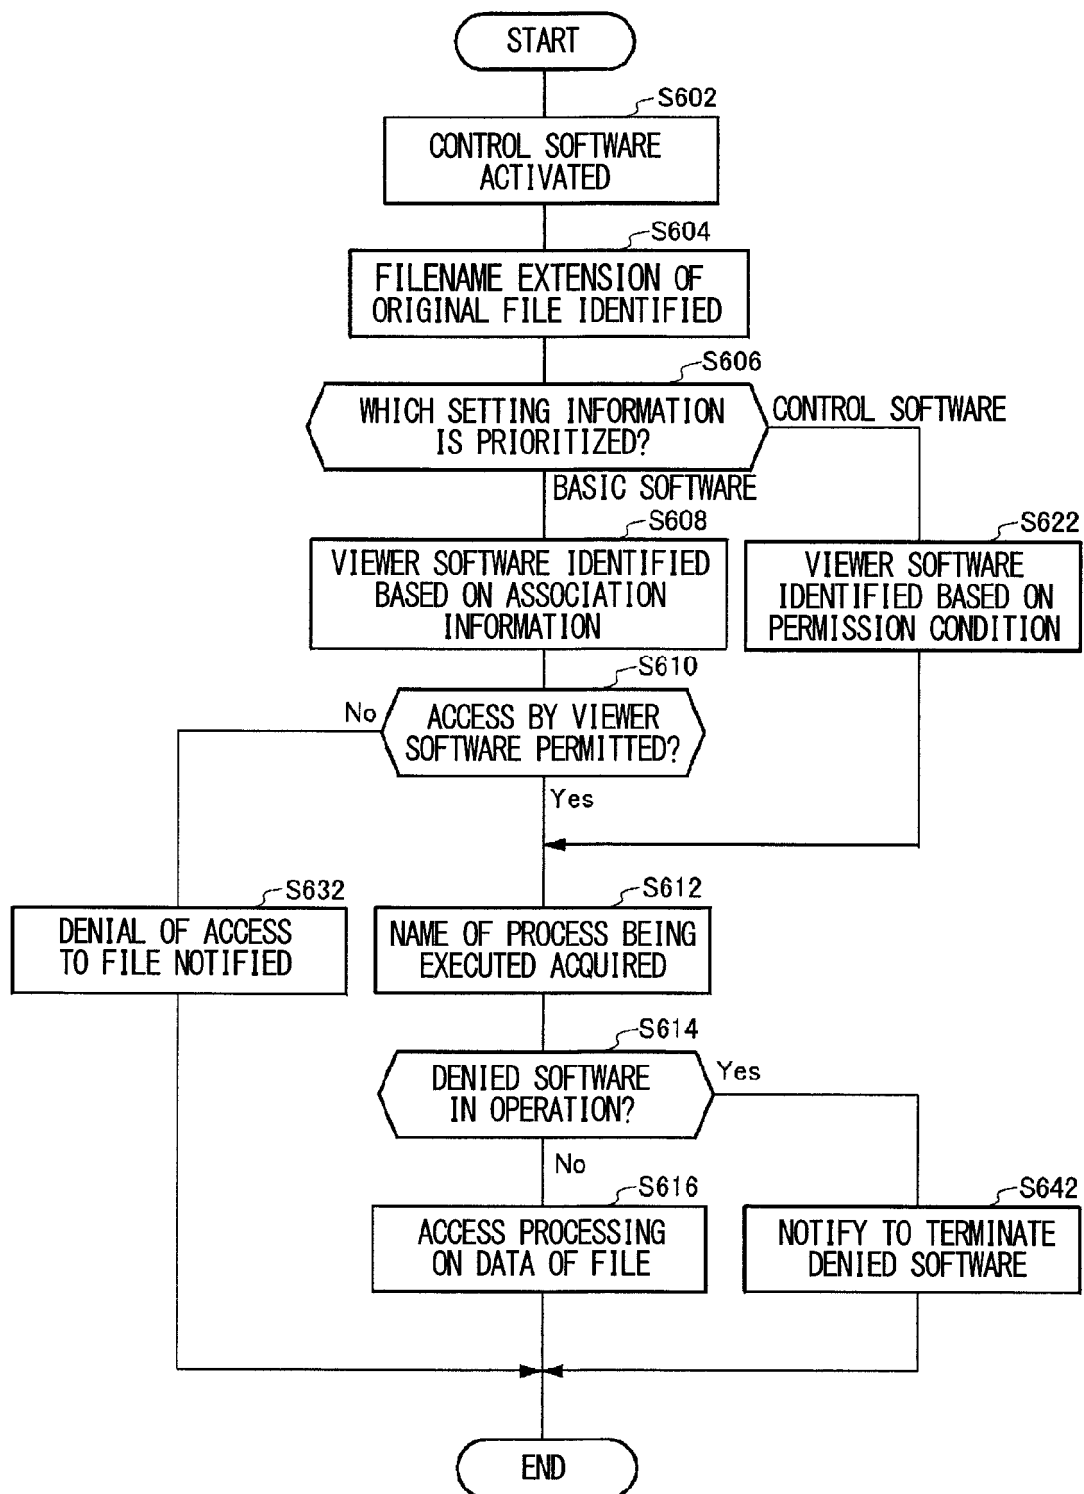 START
S602
CONTROL SOFTWARE
ACTIVATED
S604
FILENAME EXTENSION OF
ORIGINAL FILE IDENTIFIED
S606
WHICH SETTING INFORMATION
IS PRIORITIZED?
CONTROL SOFTWARE
BASIC SOFTWARE
S608
VIEWER SOFTWARE IDENTIFIED
BASED ON ASSOCIATION
INFORMATION
S622
VIEWER SOFTWARE
IDENTIFIED BASED ON
PERMISSION CONDITION
S610
No
ACCESS BY VIEWER
SOFTWARE PERMITTED?
Yes
S632
DENIAL OF ACCESS
TO FILE NOTIFIED
S612
NAME OF PROCESS BEING
EXECUTED ACQUIRED
S614
DENIED SOFTWARE
IN OPERATION?
Yes
No
S616
ACCESS PROCESSING
ON DATA OF FILE
S642
NOTIFY TO TERMINATE
DENIED SOFTWARE
END